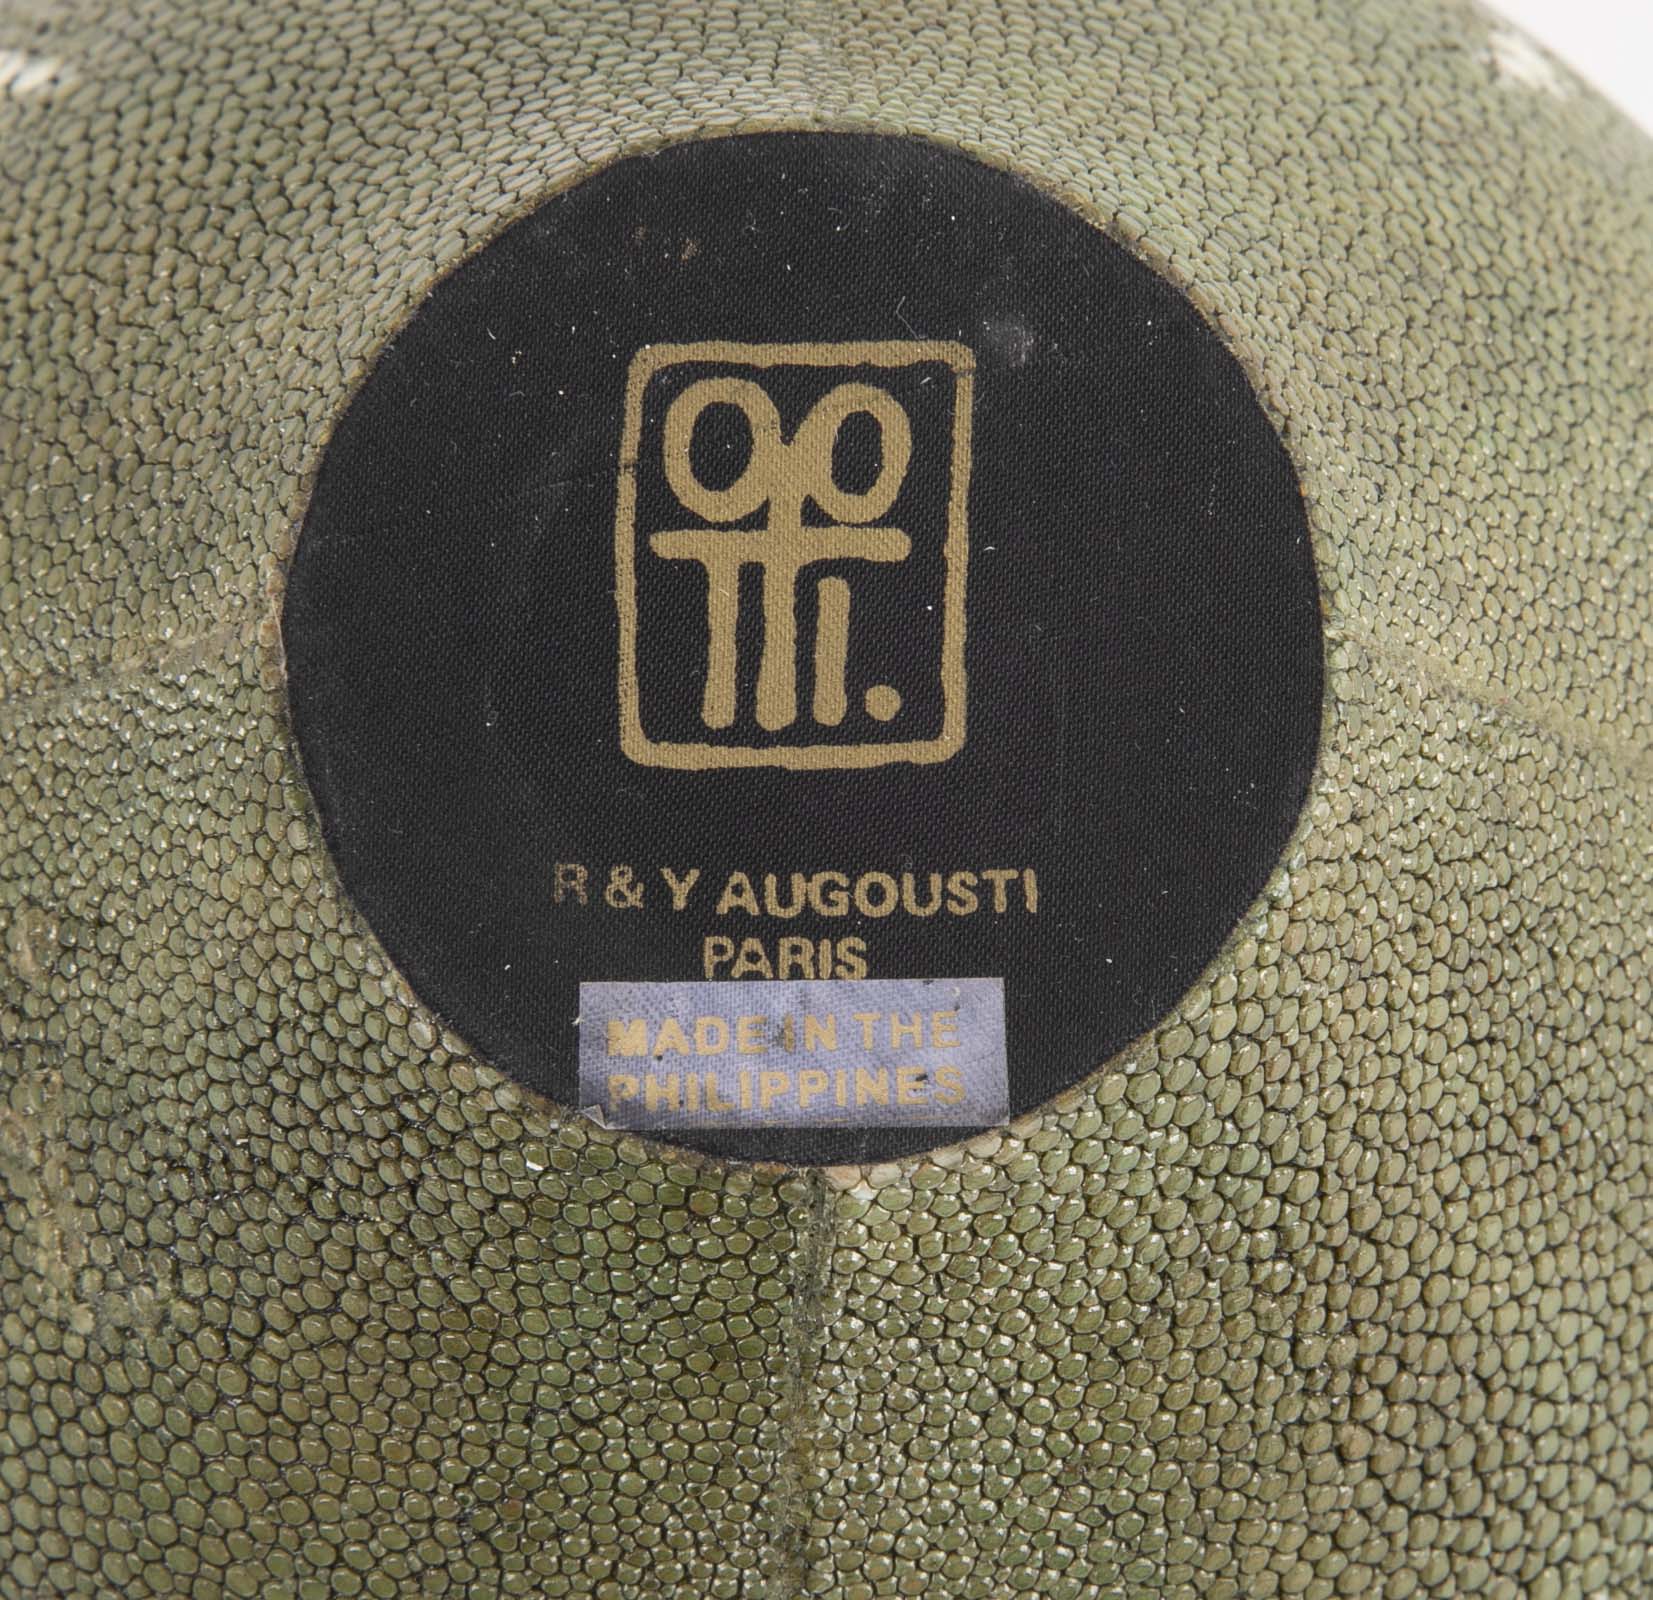 R & Y AUGOUSTI
PARIS
MADE IN THE
PHILIPPINES